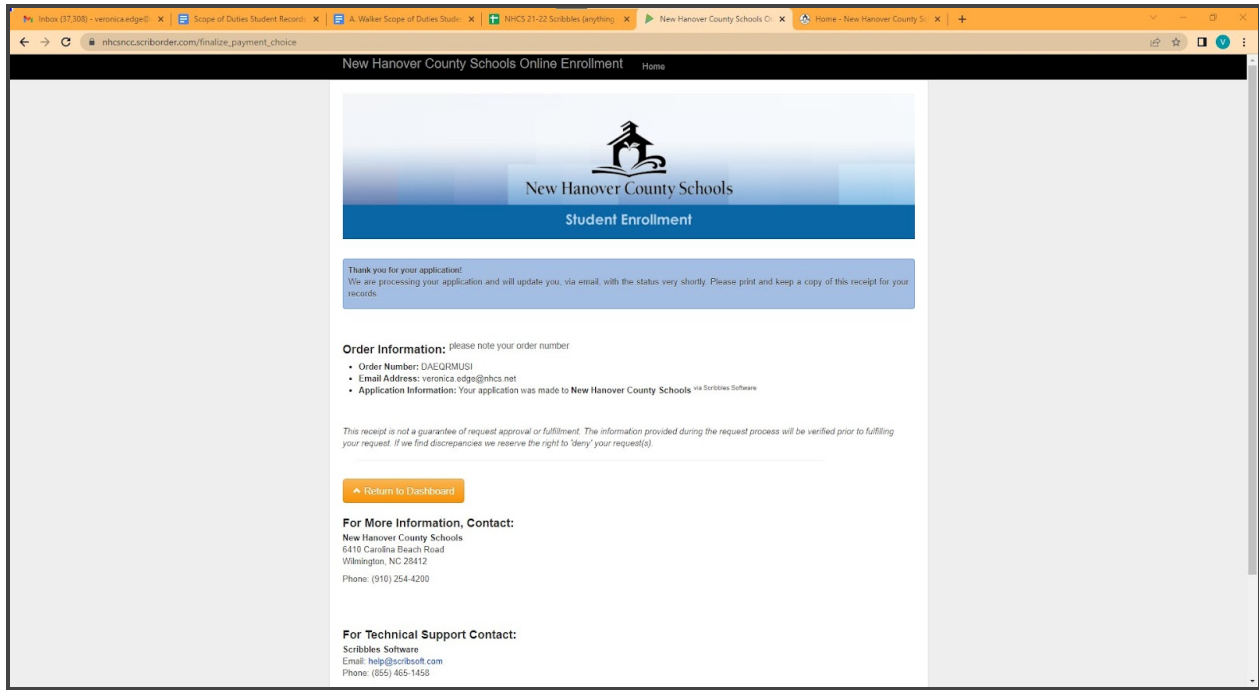 Inbox (37,308) - veronica.edge@
Scope of Duties Student Records
A. Walker Scope of Duties Stude
NHCS 21-22 Scribbles (anything
New Hanover County Schools O
Home - New Hanover County S
nhcsncc.scriborder.com/finalize_payment_choice
V
New Hanover County Schools Online Enrollment Home
New Hanover County Schools
Student Enrollment
Thank you for your application!
We are processing your application and will update you, via email, with the status very shortly. Please print and keep a copy of this receipt for your
records.
Order Information: please note your order number
• Order Number: DAEQRMUSI
• Email Address: veronica.edge@nhcs.net
• Application Information: Your application was made to New Hanover County Schools via Scribbles Software
This receipt is not a guarantee of request approval or fulfillment. The information provided during the request process will be verified prior to fulfilling
your request. If we find discrepancies we reserve the right to 'deny' your request(s).
Return to Dashboard
For More Information, Contact:
New Hanover County Schools
6410 Carolina Beach Road
Wilmington, NC 28412
Phone: (910) 254-4200
For Technical Support Contact:
Scribbles Software
Email: help@scribsoft.com
Phone: (855) 465-1458